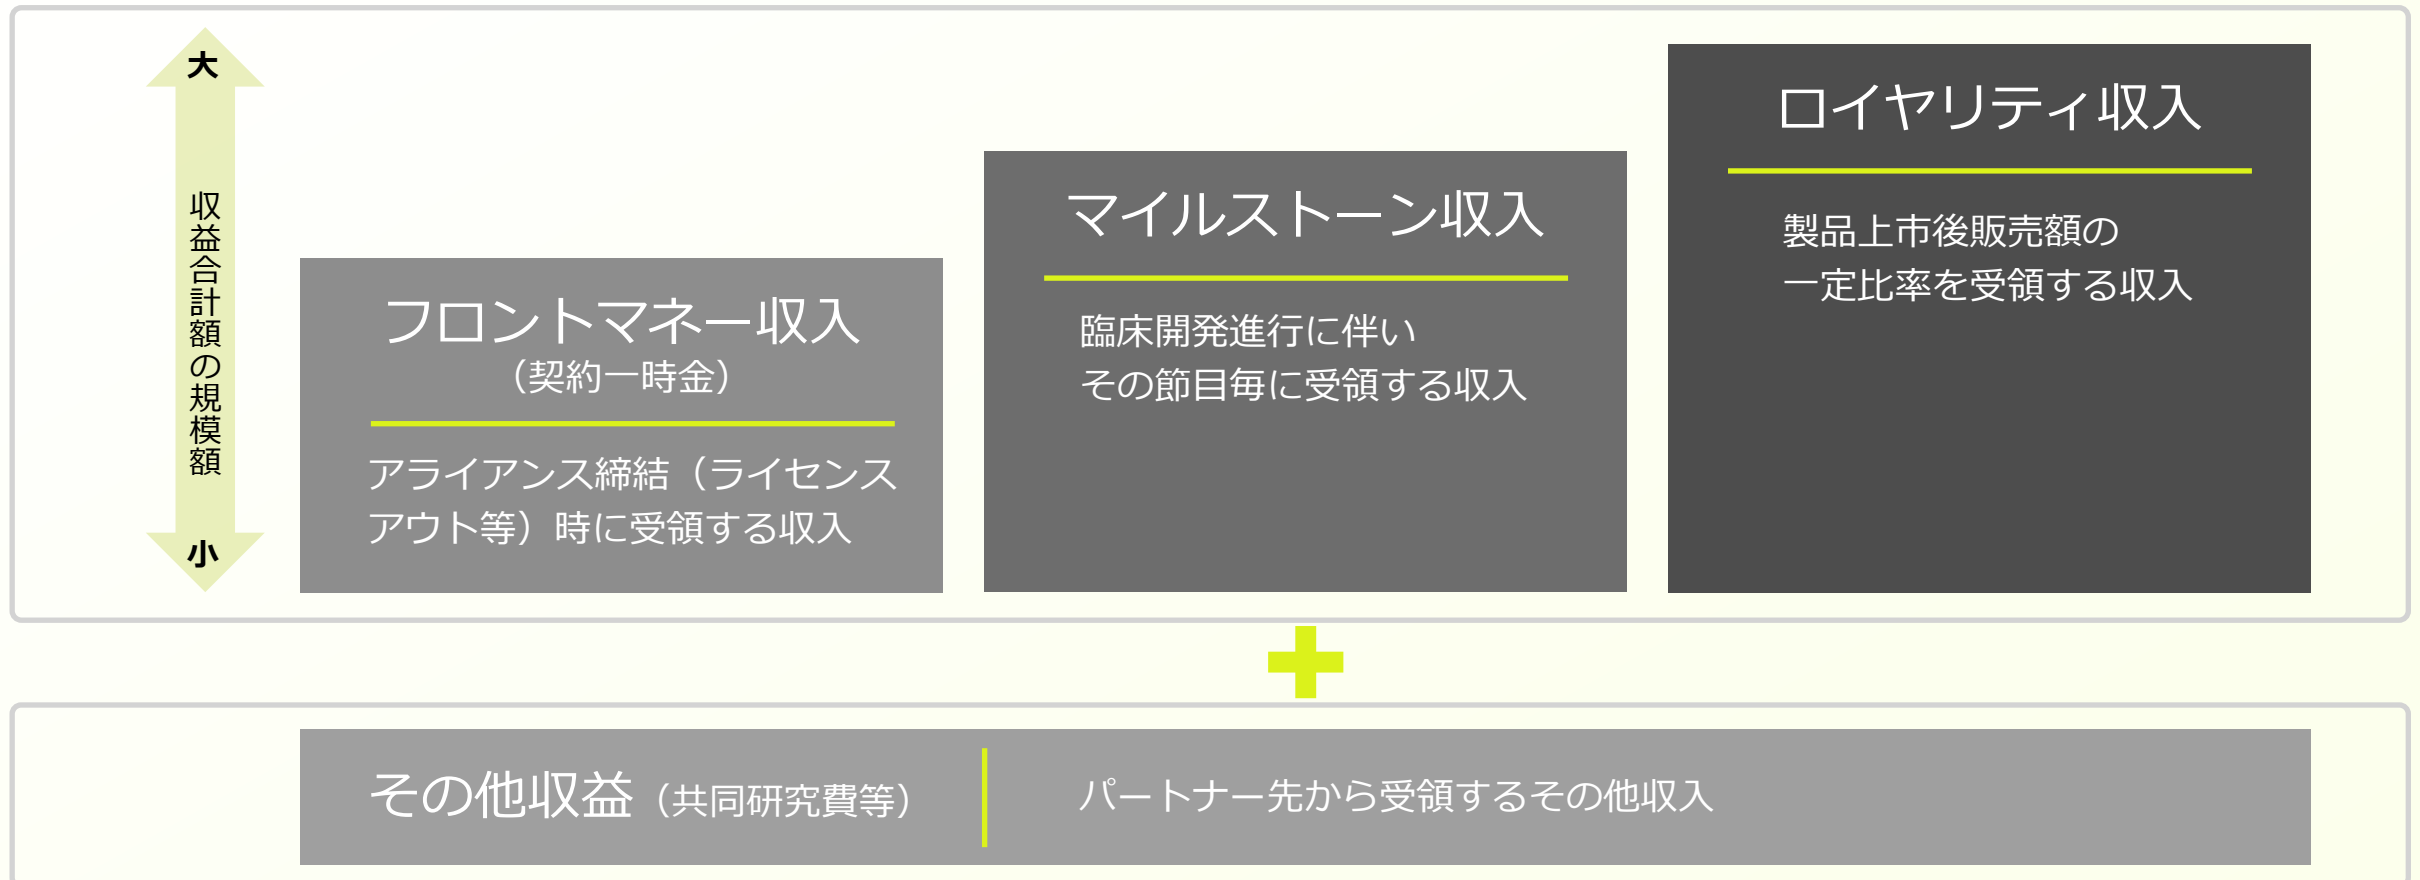 大
収益合計額の規模額
小
フロントマネー収入
（契約一時金）
アライアンス締結（ライセンス
アウト等）時に受領する収入
マイルストーン収入
臨床開発進行に伴い
その節目毎に受領する収入
ロイヤリティ収入
製品上市後販売額の
一定比率を受領する収入
その他収益（共同研究費等）
パートナー先から受領するその他収入